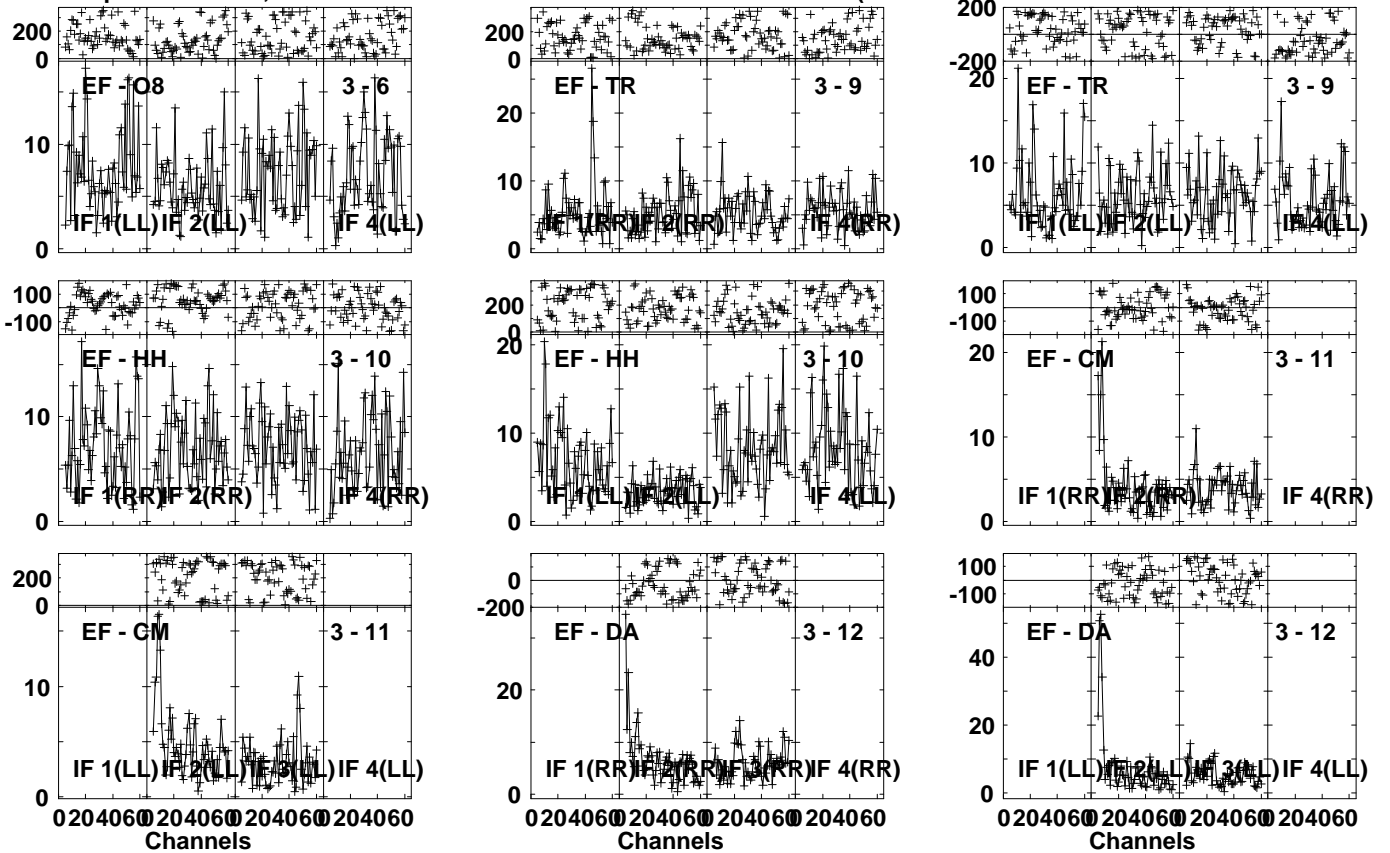 200
0
EF - O8 3 - 6
10
0
IF 1(LL) IF 2(LL) IF 4(LL)
200
0
EF - TR 3 - 9
20
10
0
IF 1(RR) IF 2(RR) IF 4(RR)
200
-200
20
EF - TR 3 - 9
10
0
IF 1(LL) IF 2(LL) IF 4(LL)
100
-100
EF - HH 3 - 10
10
0
IF 1(RR) IF 2(RR) IF 4(RR)
200
0
20
EF - HH 3 - 10
10
0
IF 1(LL) IF 2(LL) IF 4(LL)
100
-100
20
EF - CM 3 - 11
10
0
IF 1(RR) IF 2(RR) IF 4(RR)
200
0
EF - CM 3 - 11
10
0
IF 1(LL) IF 2(LL) IF 3(LL) IF 4(LL)
0 20 40 60 0 20 40 60 0 20 40 60 0 20 40 60
Channels
0
-200
EF - DA 3 - 12
20
0
IF 1(RR) IF 2(RR) IF 3(RR) IF 4(RR)
0 20 40 60 0 20 40 60 0 20 40 60 0 20 40 60
Channels
100
-100
EF - DA 3 - 12
40
20
0
IF 1(LL) IF 2(LL) IF 3(LL) IF 4(LL)
0 20 40 60 0 20 40 60 0 20 40 60 0 20 40 60
Channels